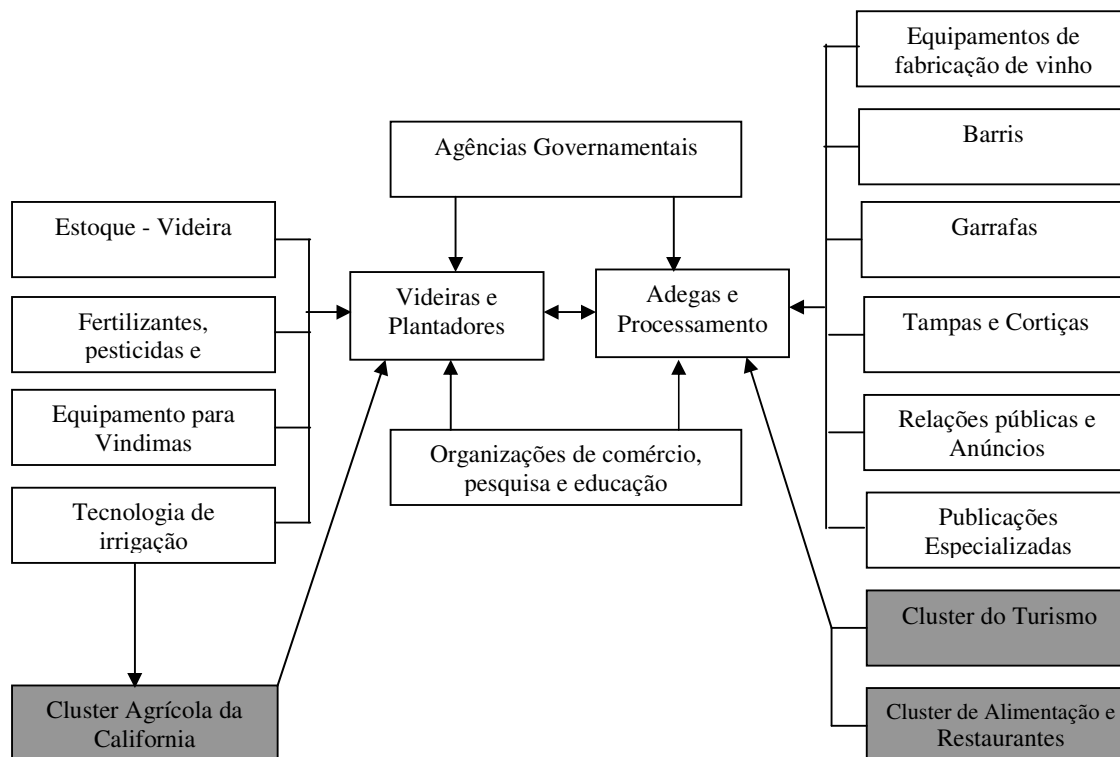 Equipamentos de
fabricação de vinho
Agências Governamentais
Barris
Estoque - Videira
Garrafas
Videiras e
Plantadores
Adegas e
Processamento
Fertilizantes,
pesticidas e
Tampas e Cortiças
Equipamento para
Vindimas
Organizações de comércio,
pesquisa e educação
Relações públicas e
Anúncios
Tecnologia de
irrigação
Publicações
Especializadas
Cluster do Turismo
Cluster Agrícola da
California
Cluster de Alimentação e
Restaurantes